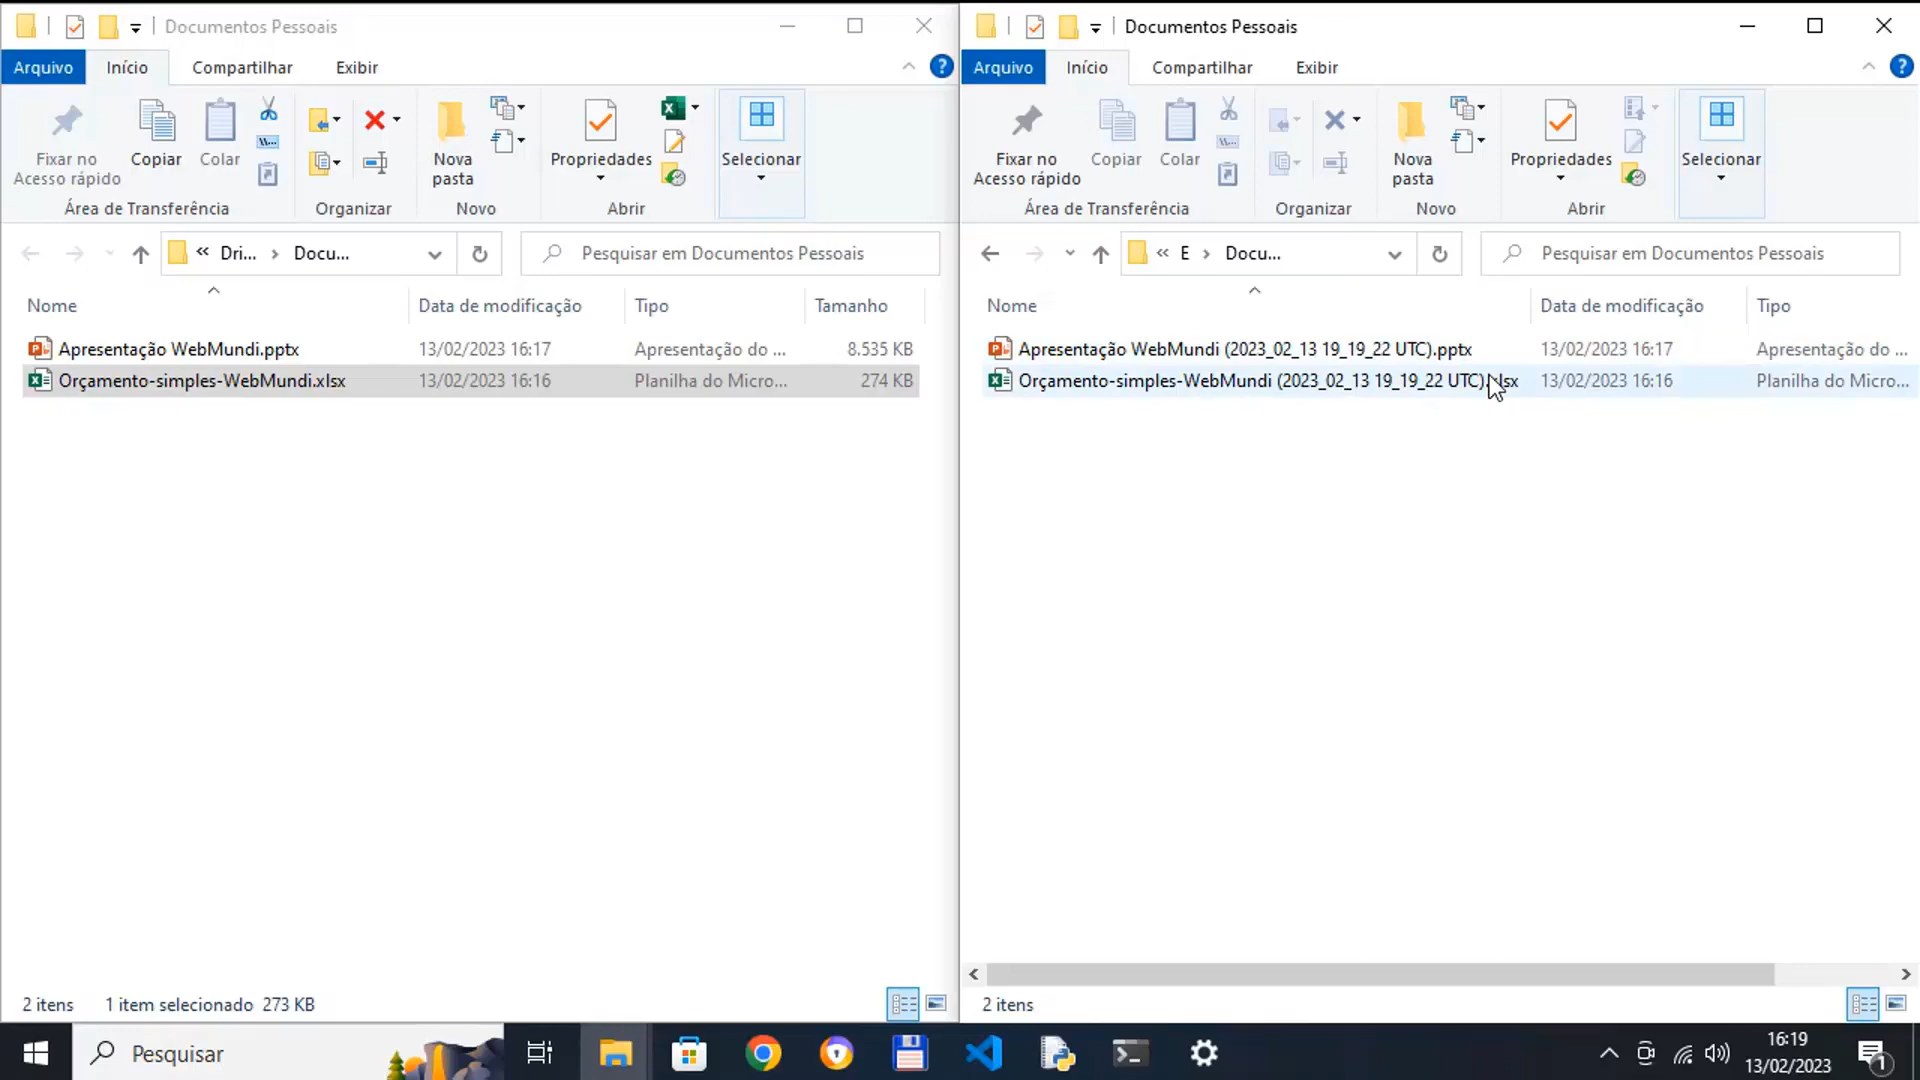 Documentos Pessoais
Arquivo Início Compartilhar Exibir
Fixar no Acesso rápido
Copiar
Colar
Nova pasta
Propriedades
Selecionar
Área de Transferência Organizar Novo Abrir
« Dri... › Docu...
Pesquisar em Documentos Pessoais
Nome Data de modificação Tipo Tamanho
Apresentação WebMundi.pptx 13/02/2023 16:17 Apresentação do ... 8.535 KB
Orçamento-simples-WebMundi.xlsx 13/02/2023 16:16 Planilha do Micro... 274 KB
2 itens 1 item selecionado 273 KB
Documentos Pessoais
Arquivo Início Compartilhar Exibir
Fixar no Acesso rápido
Copiar
Colar
Nova pasta
Propriedades
Selecionar
Área de Transferência Organizar Novo Abrir
« E › Docu...
Pesquisar em Documentos Pessoais
Nome Data de modificação Tipo
Apresentação WebMundi (2023_02_13 19_19_22 UTC).pptx 13/02/2023 16:17 Apresentação do ...
Orçamento-simples-WebMundi (2023_02_13 19_19_22 UTC).xlsx 13/02/2023 16:16 Planilha do Micro...
2 itens
Pesquisar
16:19
13/02/2023
1